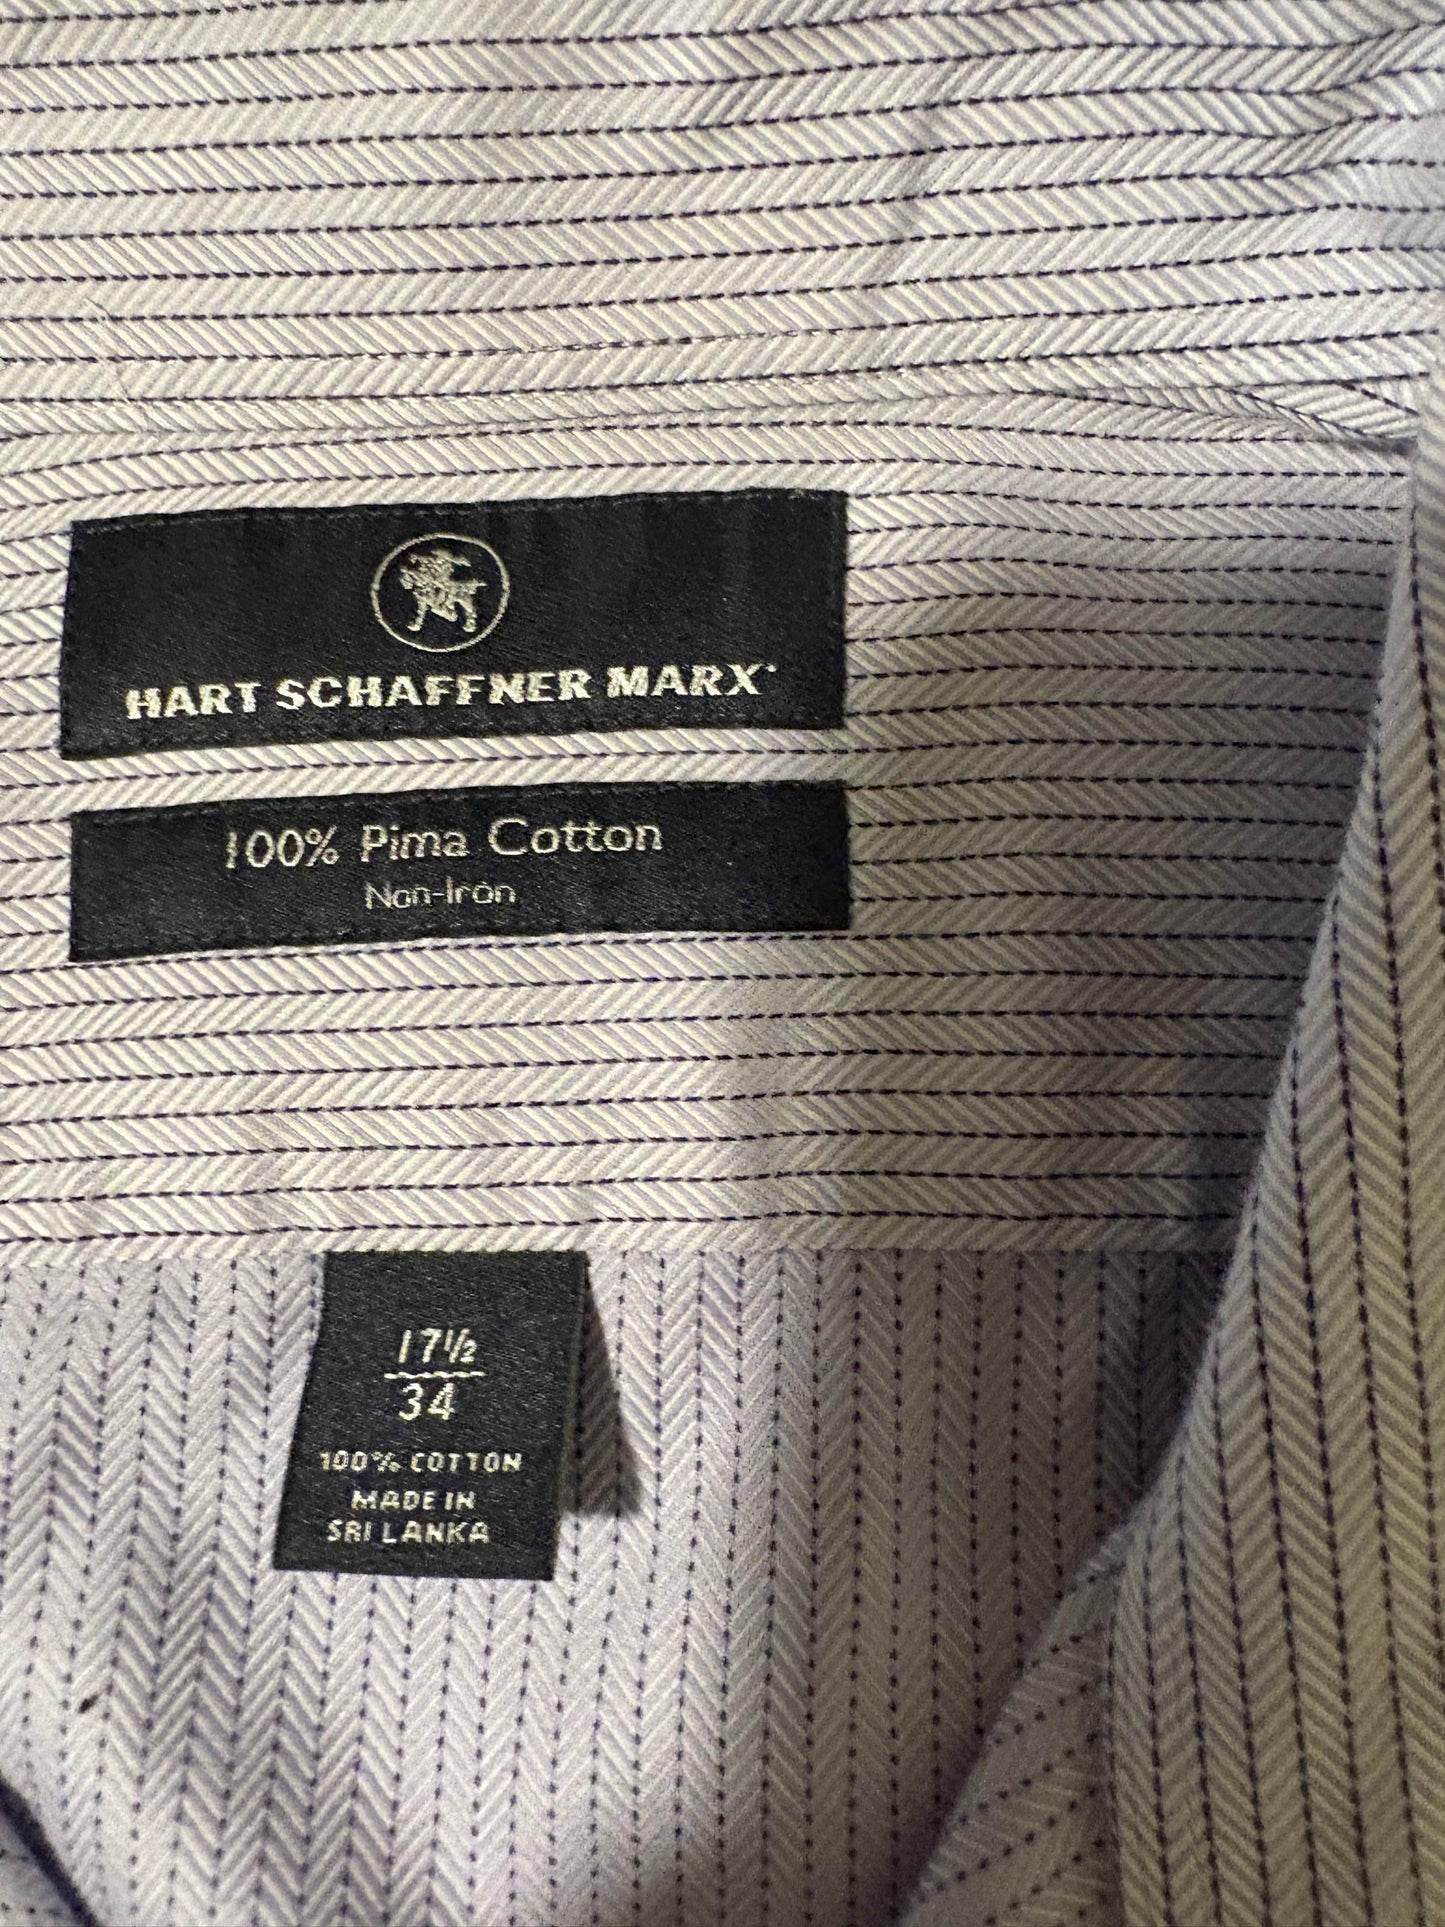 HART SCHAFFNER MARX
100% Pima Cotton
Non-Iron
17½
34
100% COTTON
MADE IN
SRI LANKA